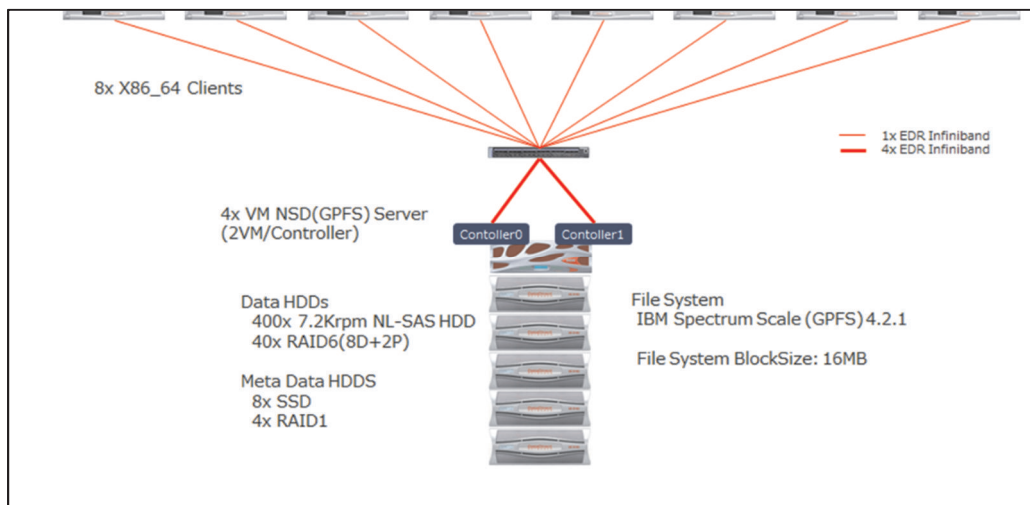 8x X86_64 Clients
1x EDR Infiniband
4x EDR Infiniband
4x VM NSD(GPFS) Server
(2VM/Controller)
Contoller0
Contoller1
Data HDDs
400x 7.2Krpm NL-SAS HDD
40x RAID6(8D+2P)
Meta Data HDDS
8x SSD
4x RAID1
File System
IBM Spectrum Scale (GPFS) 4.2.1
File System BlockSize: 16MB